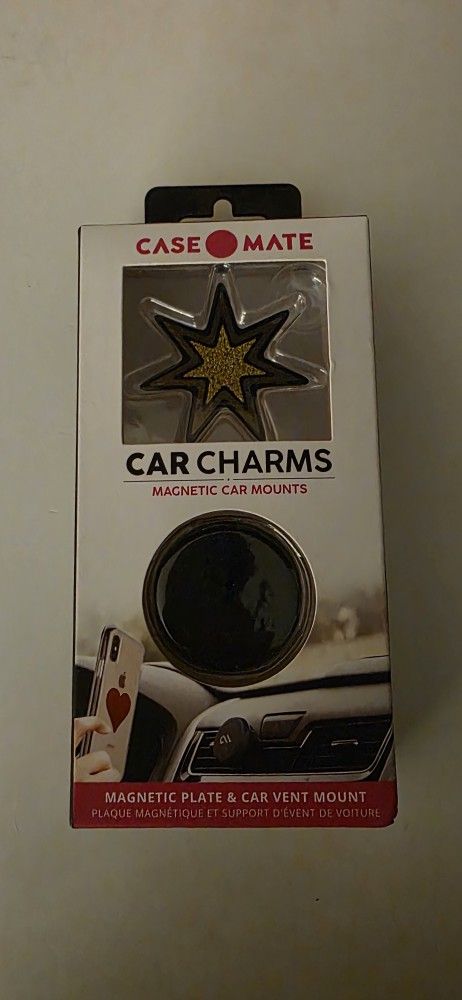 CASE MATE
CAR CHARMS
MAGNETIC CAR MOUNTS
MAGNETIC PLATE & CAR VENT MOUNT
PLAQUE MAGNÉTIQUE ET SUPPORT D'ÉVENT DE VOITURE